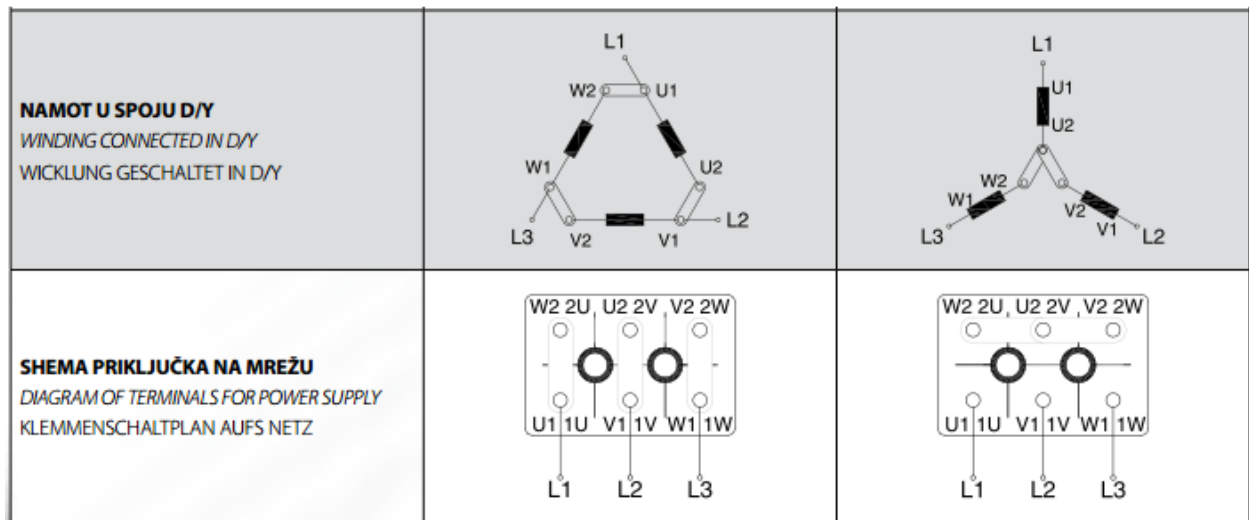 NAMOT U SPOJU D/Y
WINDING CONNECTED IN D/Y
WICKLUNG GESCHALTET IN D/Y
L1
W2 U1
W1 U2
L3 V2 V1 L2
L1
U1
U2
W2
W1 V2
L3 V1 L2
SHEMA PRIKLJUČKA NA MREŽU
DIAGRAM OF TERMINALS FOR POWER SUPPLY
KLEMMENSCHALTPLAN AUFS NETZ
W2 2U U2 2V V2 2W
U1 1U V1 1V W1 1W
L1 L2 L3
W2 2U U2 2V V2 2W
U1 1U V1 1V W1 1W
L1 L2 L3